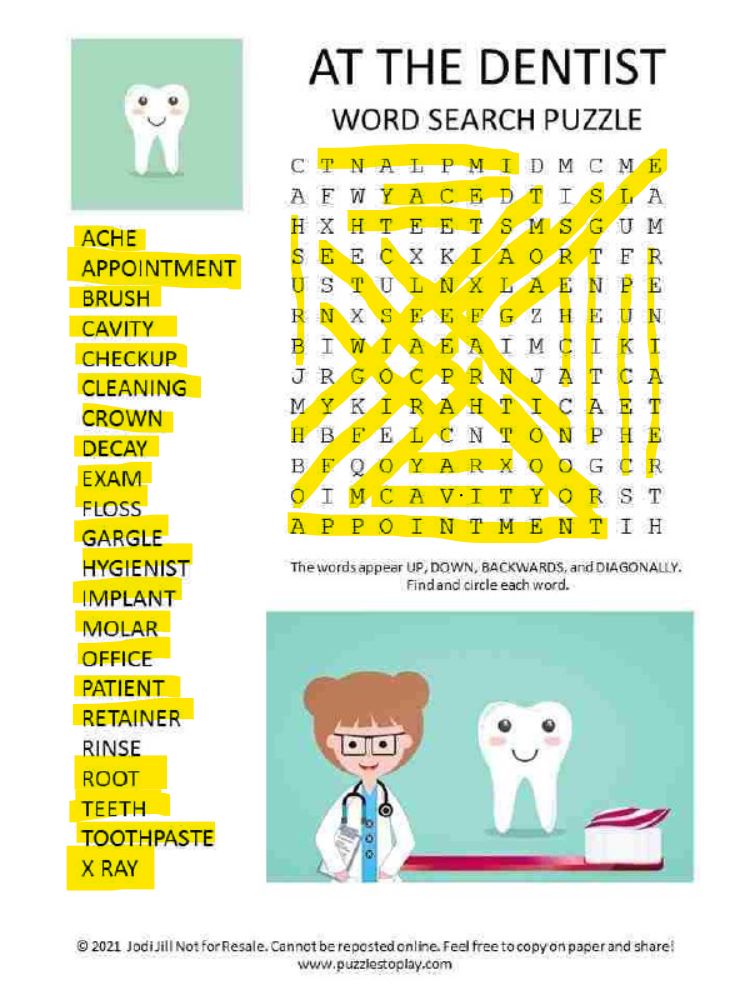 AT THE DENTIST
WORD SEARCH PUZZLE
C T N A L P M I D M C M E
A F W Y A C E D T I S L A
H X H T E E T S M S G U M
S E E C X K I A O R T F R
U S T U L N X L A E N P E
R N X S E E F G Z H E U N
B I W I A E A I M C I K I
J R G O C P R N J A T C A
M Y K I R A H T I C A E T
H B F E L C N T O N P H E
B F Q O Y A R X O O G C R
O I M C A V I T Y O R S T
A P P O I N T M E N T I H
The words appear UP, DOWN, BACKWARDS, and DIAGONALLY.
Find and circle each word.
ACHE
APPOINTMENT
BRUSH
CAVITY
CHECKUP
CLEANING
CROWN
DECAY
EXAM
FLOSS
GARGLE
HYGIENIST
IMPLANT
MOLAR
OFFICE
PATIENT
RETAINER
RINSE
ROOT
TEETH
TOOTHPASTE
X RAY
© 2021 Jodi Jill Not for Resale. Cannot be reposted online. Feel free to copy on paper and share!
www.puzzlestoplay.com